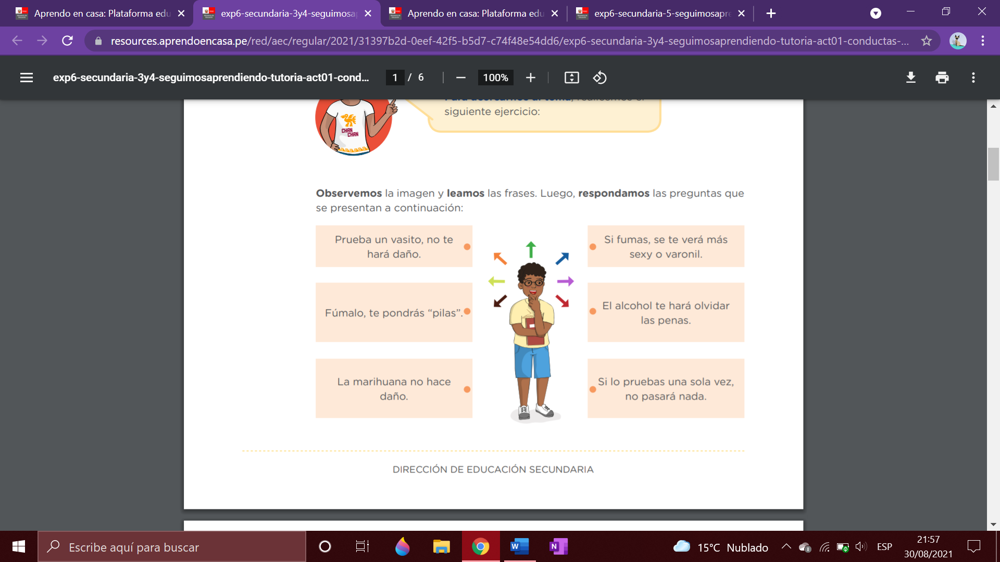 Aprendo en casa: Plataforma edu
exp6-secundaria-3y4-seguimosa
Aprendo en casa: Plataforma edu
exp6-secundaria-5-seguimosapre
resources.aprendoencasa.pe/red/aec/regular/2021/31397b2d-0eef-42f5-b5d7-c74f48e54dd6/exp6-secundaria-3y4-seguimosaprendiendo-tutoria-act01-conductas-...
exp6-secundaria-3y4-seguimosaprendiendo-tutoria-act01-cond...
1 / 6
100%
siguiente ejercicio:
CHAN
CHAN
Observemos la imagen y leamos las frases. Luego, respondamos las preguntas que
se presentan a continuación:
Prueba un vasito, no te
hará daño.
Si fumas, se te verá más
sexy o varonil.
Fúmalo, te pondrás “pilas”.
El alcohol te hará olvidar
las penas.
La marihuana no hace
daño.
Si lo pruebas una sola vez,
no pasará nada.
DIRECCIÓN DE EDUCACIÓN SECUNDARIA
Escribe aquí para buscar
15°C Nublado
ESP
21:57
30/08/2021